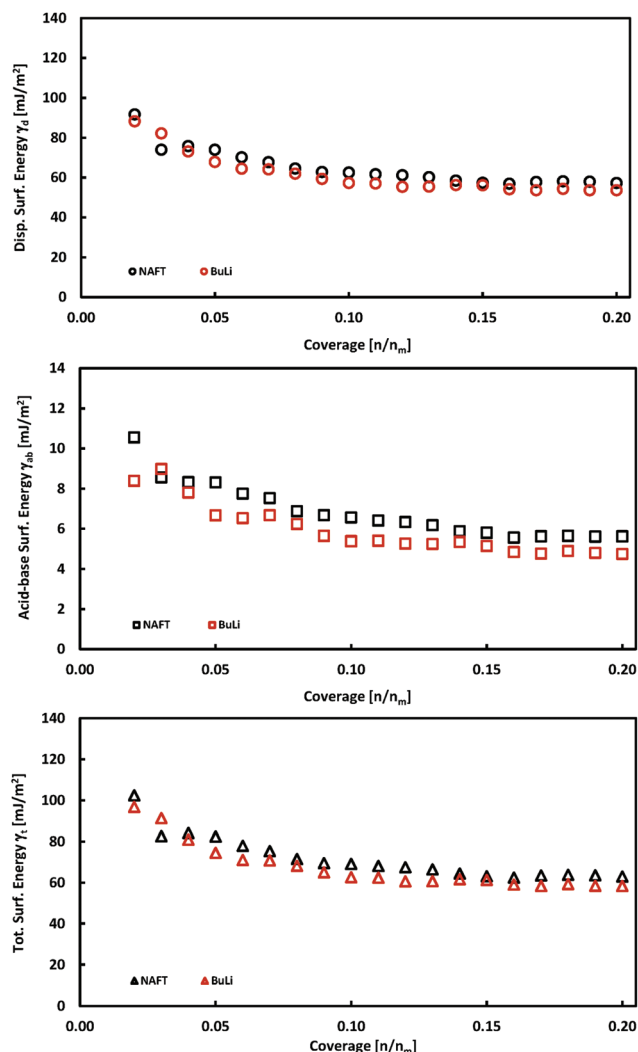 140
120
100
80
60
40
20
0
Disp. Surf. Energy γd [mJ/m²]
NAFT BuLi
0.00 0.05 0.10 0.15 0.20
Coverage [n/nm]
14
12
10
8
6
4
2
0
Acid-base Surf. Energy γab [mJ/m²]
NAFT BuLi
0.00 0.05 0.10 0.15 0.20
Coverage [n/nm]
140
120
100
80
60
40
20
0
Tot. Surf. Energy γt [mJ/m²]
NAFT BuLi
0.00 0.05 0.10 0.15 0.20
Coverage [n/nm]